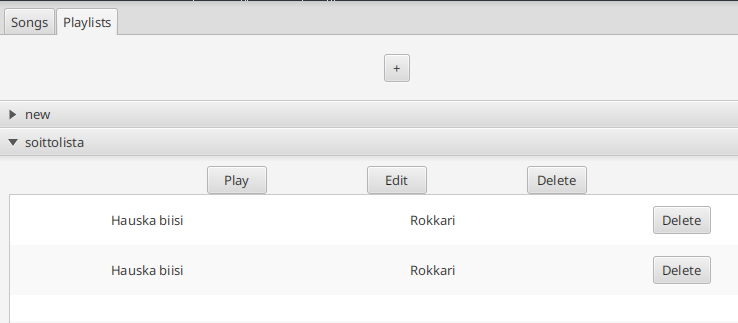 Songs Playlists
+
new
soittolista
Play Edit Delete
Hauska biisi Rokkari Delete
Hauska biisi Rokkari Delete